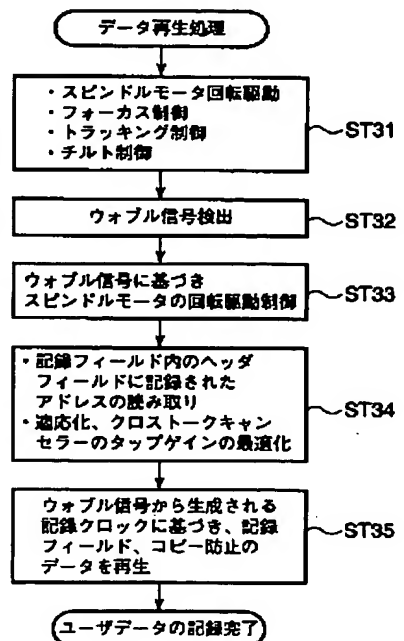 データ再生処理
・スピンドルモータ回転駆動
・フォーカス制御
・トラッキング制御
・チルト制御
ST31
ウォブル信号検出
ST32
ウォブル信号に基づき
スピンドルモータの回転駆動制御
ST33
・記録フィールド内のヘッダ
フィールドに記録された
アドレスの読み取り
・適応化、クロストークキャン
セラーのタップゲインの最適化
ST34
ウォブル信号から生成される
記録クロックに基づき、記録
フィールド、コピー防止の
データを再生
ST35
ユーザデータの記録完了